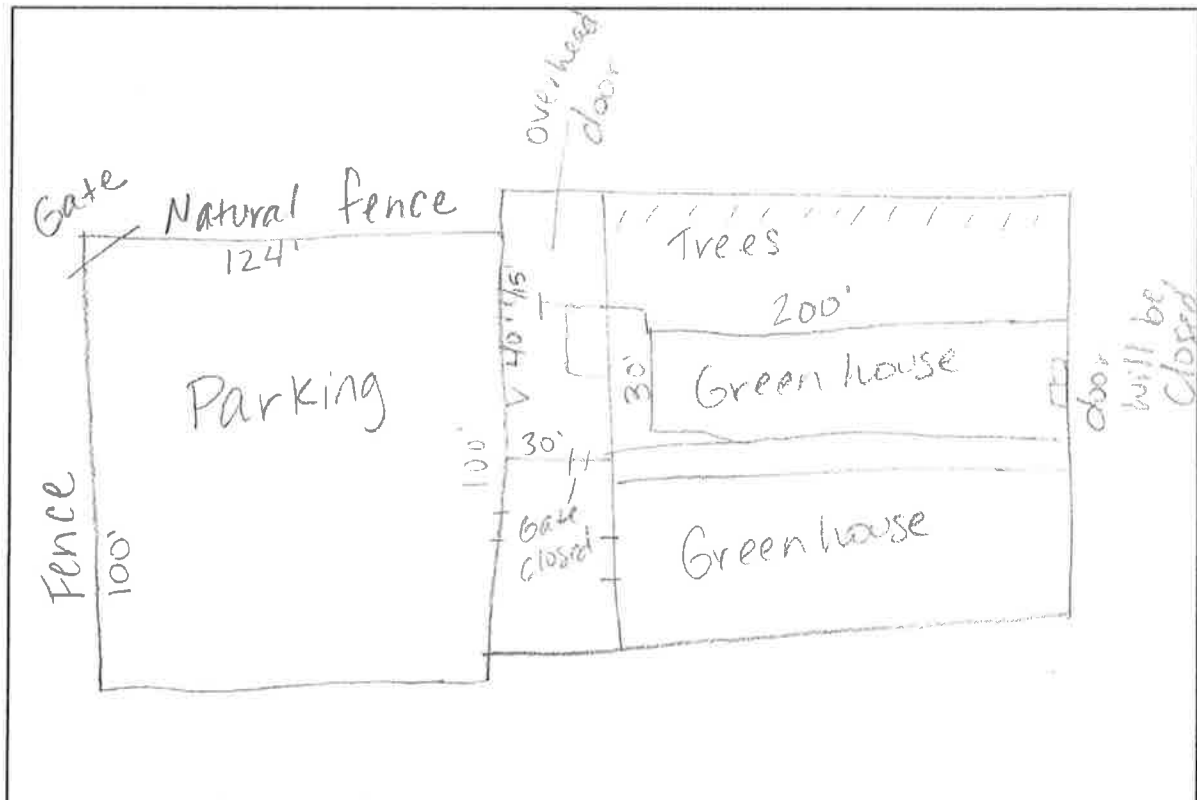 overhead
door
Gate
Natural fence
124'
Trees
200'
15'
40'
30'
Greenhouse
door
will be
closed
Parking
100'
30'
Gate
closed
Greenhouse
Fence
100'